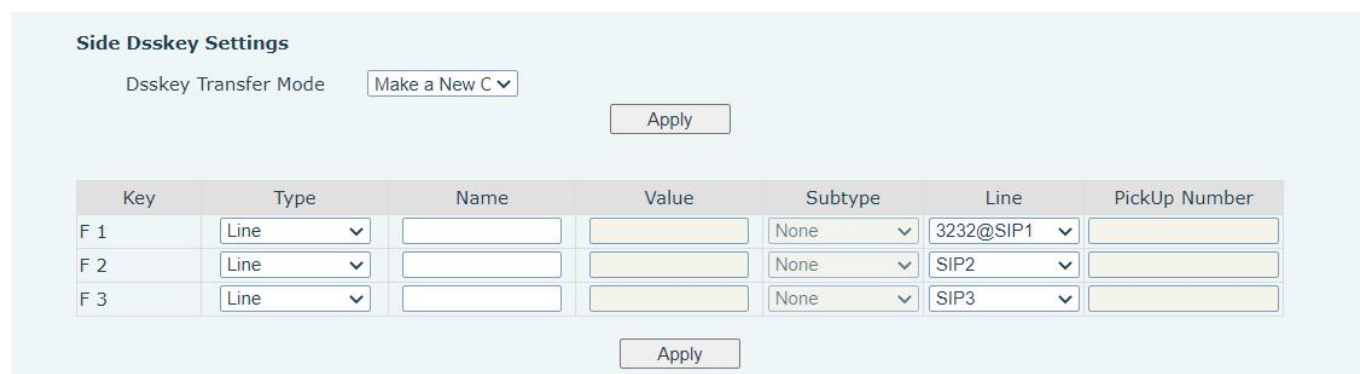 Side Dsskey Settings
Dsskey Transfer Mode Make a New C
Apply
Key Type Name Value Subtype Line PickUp Number
F 1 Line None 3232@SIP1
F 2 Line None SIP2
F 3 Line None SIP3
Apply